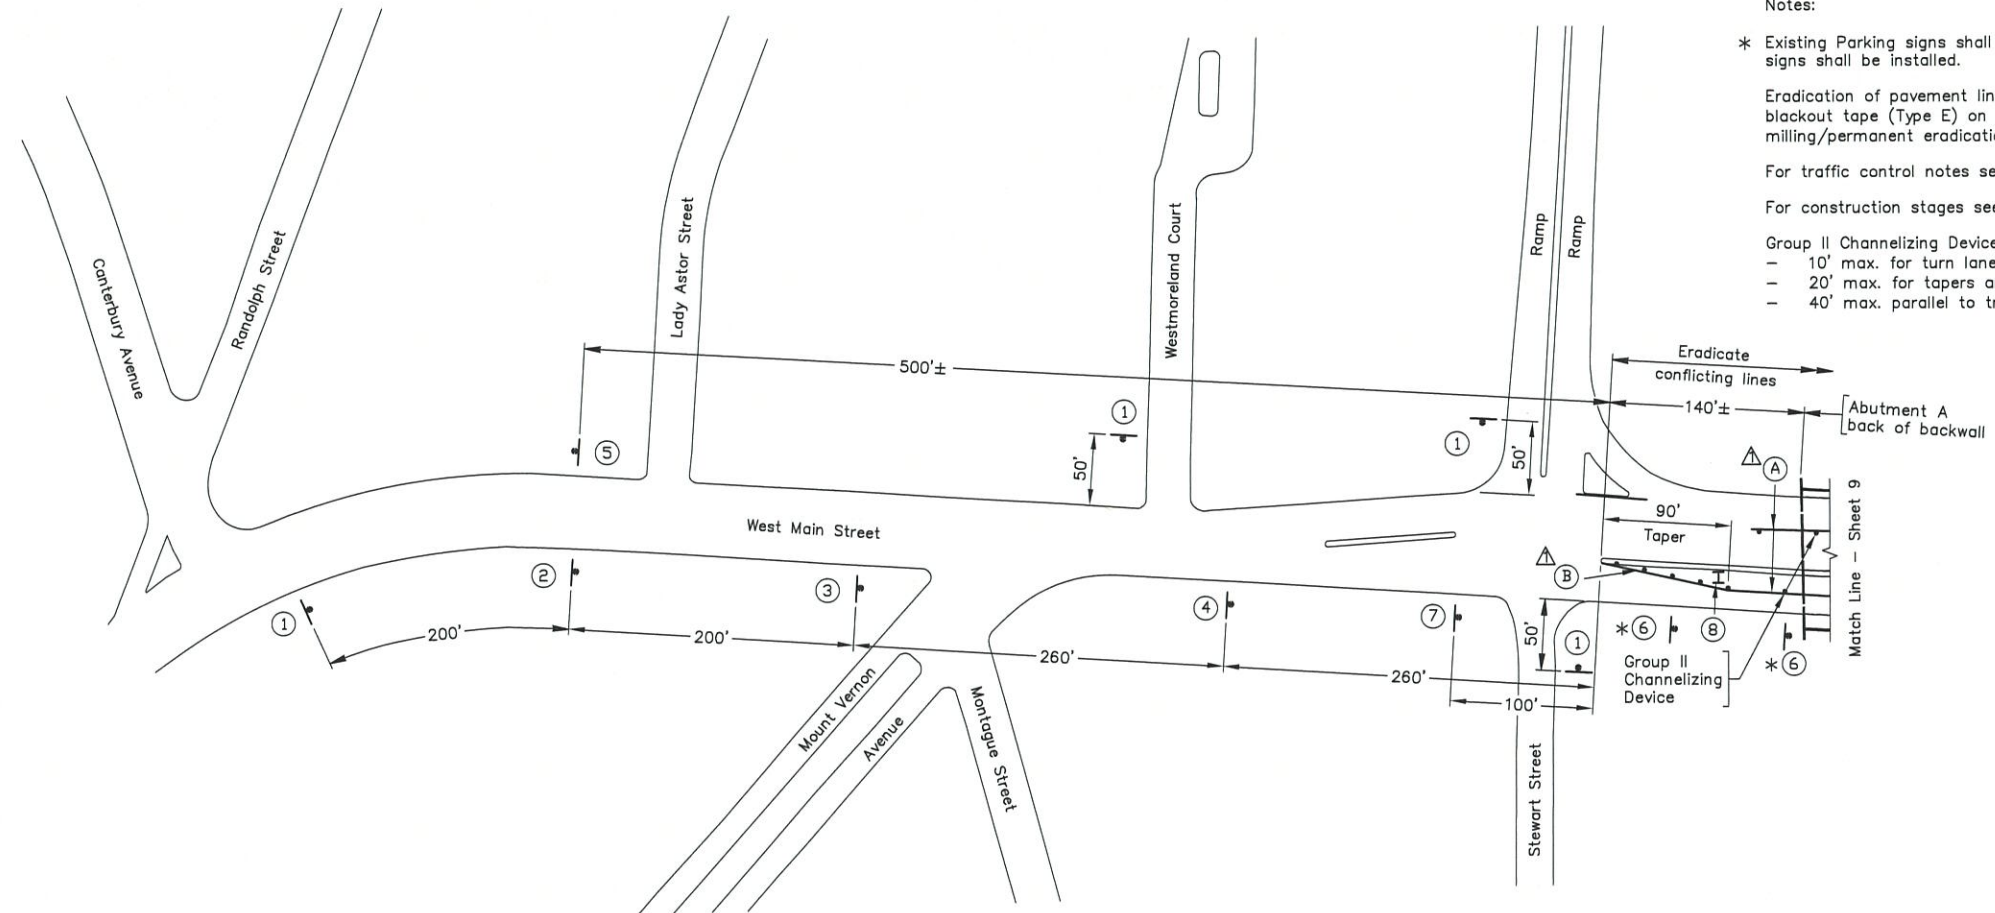 Notes:
* Existing Parking signs shall
signs shall be installed.
Eradication of pavement lin
blackout tape (Type E) on
milling/permanent eradicati
For traffic control notes se
For construction stages see
Group II Channelizing Device
- 10' max. for turn lane
- 20' max. for tapers a
- 40' max. parallel to t
Canterbury Avenue
Randolph Street
Lady Astor Street
Westmoreland Court
Ramp
Ramp
Eradicate
conflicting lines
500'±
140'±
Abutment A
back of backwall
1
1
5
50'
50'
1
A
90'
Taper
West Main Street
1
B
Match Line - Sheet 9
1
2
3
4
7
50'
1
*6
8
*6
200'
200'
260'
260'
100'
Group II
Channelizing
Device
Mount Vernon
Avenue
Montague Street
Stewart Street